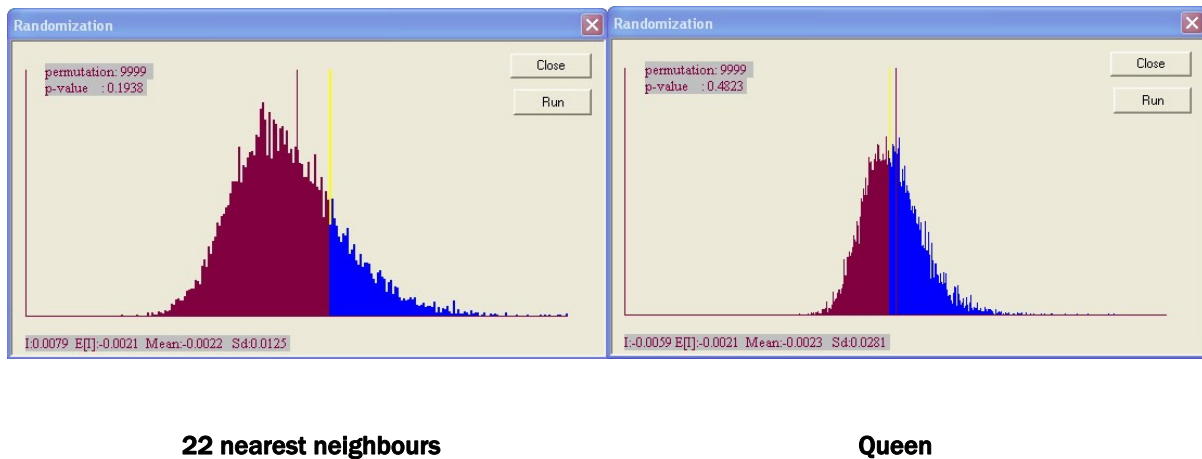 Randomization
permutation: 9999
p-value : 0.1938
Close
Run
I:0.0079 E[I]:-0.0021 Mean:-0.0022 Sd:0.0125
Randomization
permutation: 9999
p-value : 0.4823
Close
Run
I:-0.0059 E[I]:-0.0021 Mean:-0.0023 Sd:0.0281
22 nearest neighbours
Queen